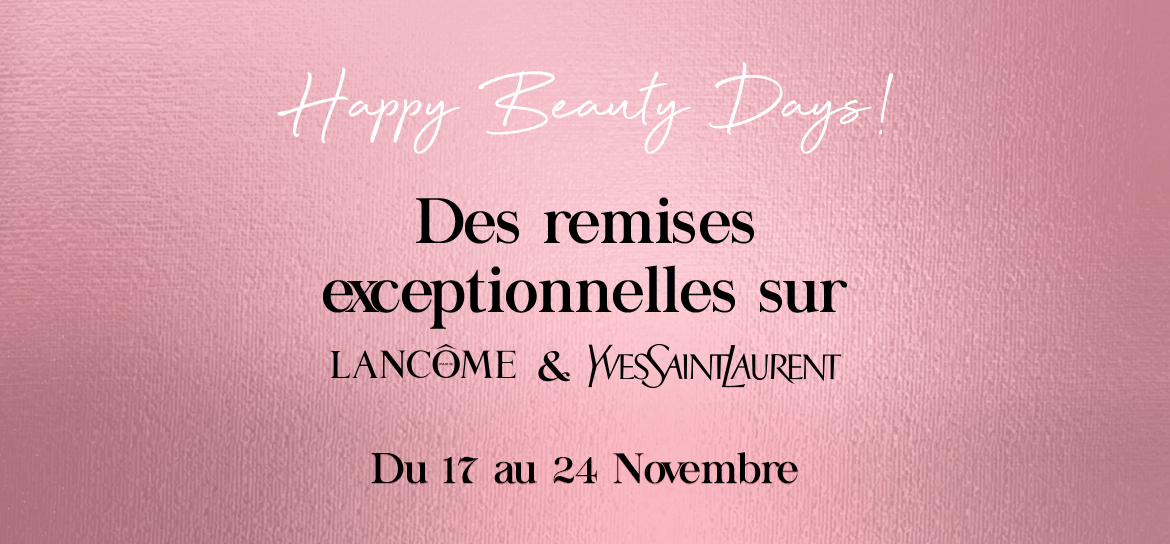 Happy Beauty Days!
Des remises
exceptionnelles sur
LANCÔME & YVESSAINTLAURENT
Du 17 au 24 Novembre